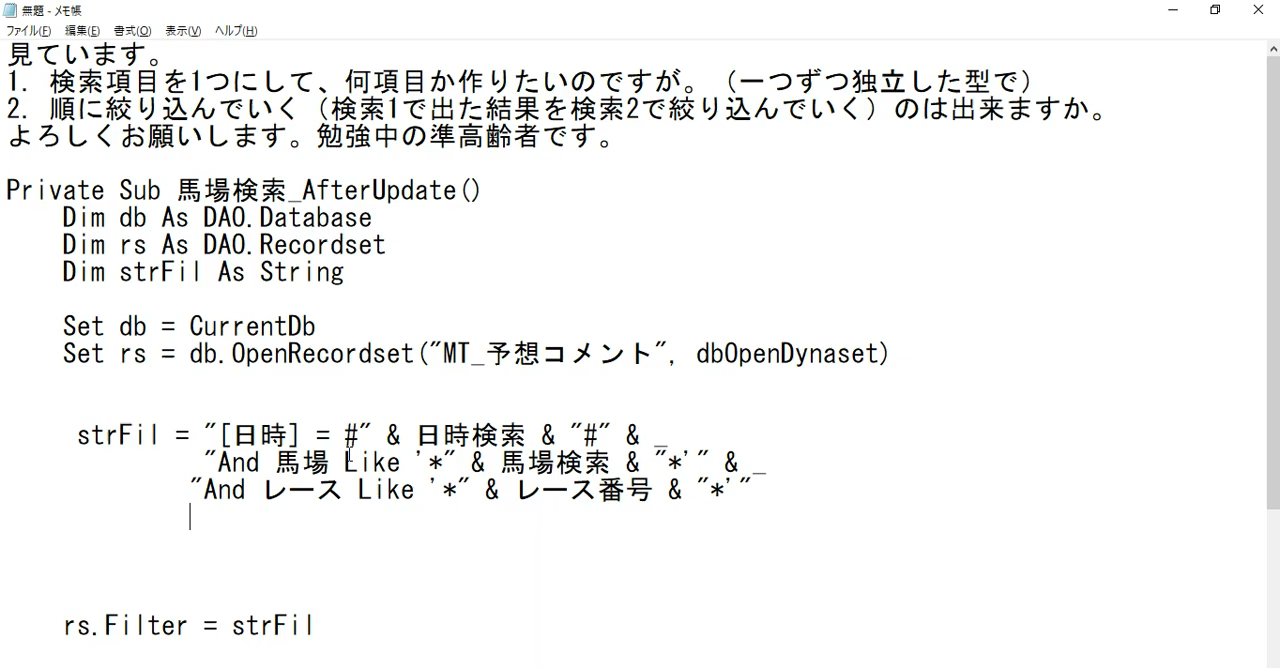 無題 - メモ帳
ファイル(F) 編集(E) 書式(O) 表示(V) ヘルプ(H)
見ています。
1. 検索項目を1つにして、何項目か作りたいのですが。（一つずつ独立した型で）
2. 順に絞り込んでいく（検索1で出た結果を検索2で絞り込んでいく）のは出来ますか。
よろしくお願いします。勉強中の準高齢者です。
Private Sub 馬場検索_AfterUpdate()
Dim db As DAO.Database
Dim rs As DAO.Recordset
Dim strFil As String
Set db = CurrentDb
Set rs = db.OpenRecordset("MT_予想コメント", dbOpenDynaset)
strFil = "[日時] = #" & 日時検索 & "#" & _
"And 馬場 Like '*" & 馬場検索 & "*'" & _
"And レース Like '*" & レース番号 & "*'"
rs.Filter = strFil